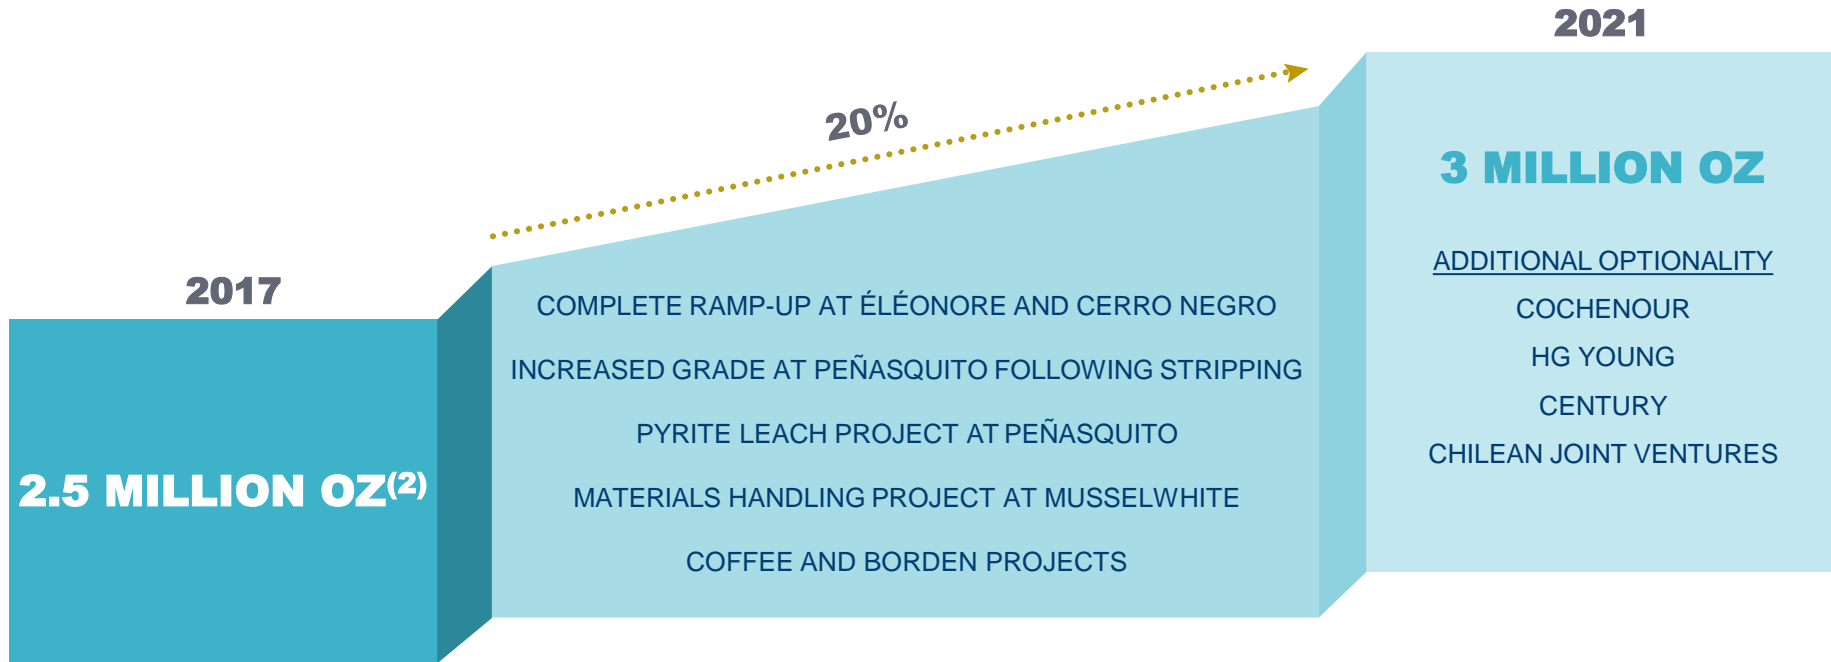 2017
2.5 MILLION OZ(2)
20%
COMPLETE RAMP-UP AT ÉLÉONORE AND CERRO NEGRO
INCREASED GRADE AT PEÑASQUITO FOLLOWING STRIPPING
PYRITE LEACH PROJECT AT PEÑASQUITO
MATERIALS HANDLING PROJECT AT MUSSELWHITE
COFFEE AND BORDEN PROJECTS
2021
3 MILLION OZ
ADDITIONAL OPTIONALITY
COCHENOUR
HG YOUNG
CENTURY
CHILEAN JOINT VENTURES